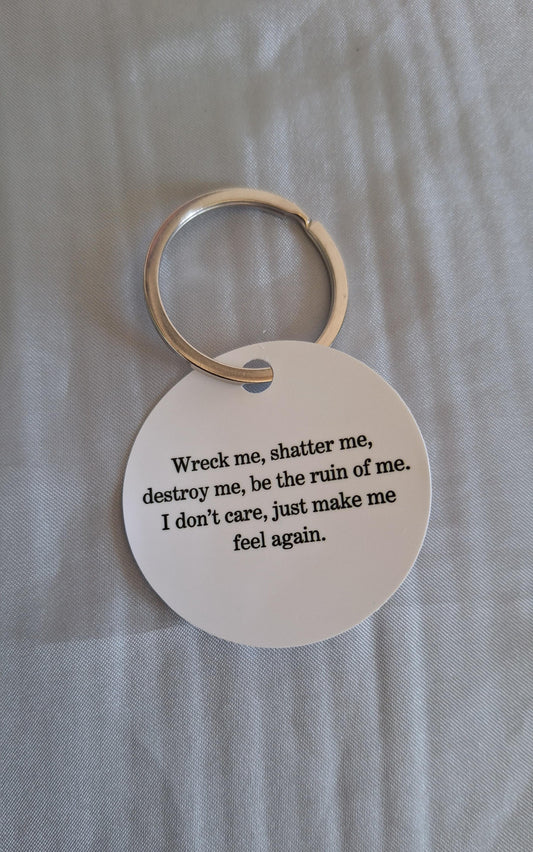 Wreck me, shatter me,
destroy me, be the ruin of me.
I don’t care, just make me
feel again.